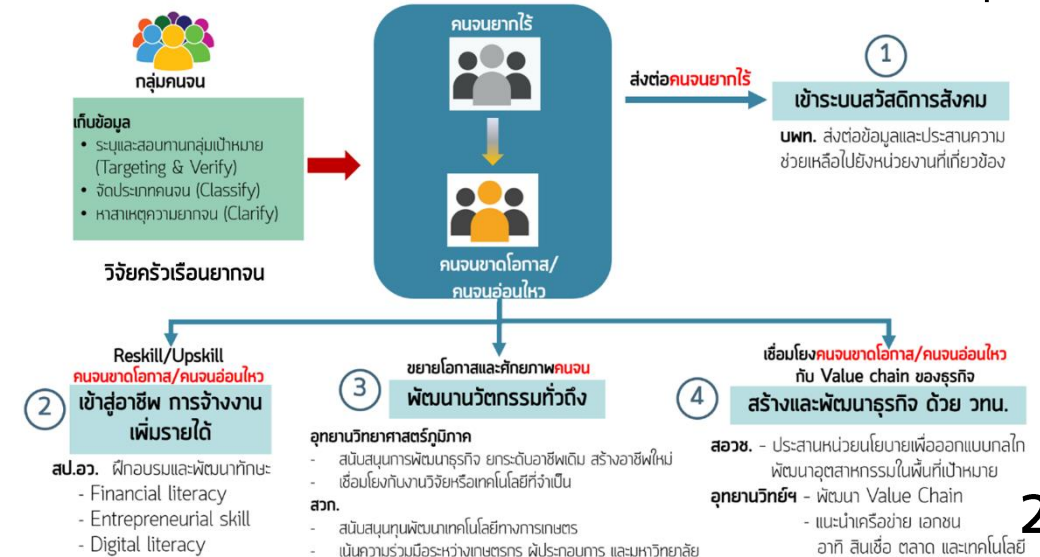 กลุ่มคนจน
เก็บข้อมูล
• ระบุและสอบทานกลุ่มเป้าหมาย
(Targeting & Verify)
• จัดประเภทคนจน (Classify)
• หาสาเหตุความยากจน (Clarify)
วิจัยครัวเรือนยากจน
คนจนยากไร้
คนจนขาดโอกาส/
คนจนอ่อนไหว
ส่งต่อคนจนยากไร้
1
เข้าระบบสวัสดิการสังคม
บพท. ส่งต่อข้อมูลและประสานความ
ช่วยเหลือไปยังหน่วยงานที่เกี่ยวข้อง
Reskill/Upskill
คนจนขาดโอกาส/คนจนอ่อนไหว
2
เข้าสู่อาชีพ การจ้างงาน
เพิ่มรายได้
สป.อว. ฝึกอบรมและพัฒนาทักษะ
- Financial literacy
- Entrepreneurial skill
- Digital literacy
ขยายโอกาสและศักยภาพคนจน
3
พัฒนานวัตกรรมทั่วถึง
อุทยานวิทยาศาสตร์ภูมิภาค
- สนับสนุนการพัฒนาธุรกิจ ยกระดับอาชีพเดิม สร้างอาชีพใหม่
- เชื่อมโยงกับงานวิจัยหรือเทคโนโลยีที่จำเป็น
สวก.
- สนับสนุนทุนพัฒนาเทคโนโลยีทางการเกษตร
- เน้นความร่วมมือระหว่างเกษตรกร ผู้ประกอบการ และมหาวิทยาลัย
เชื่อมโยงคนจนขาดโอกาส/คนจนอ่อนไหว
กับ Value chain ของธุรกิจ
4
สร้างและพัฒนาธุรกิจ ด้วย วทน.
สอวช. - ประสานหน่วยนโยบายเพื่อออกแบบกลไก
พัฒนาอุตสาหกรรมในพื้นที่เป้าหมาย
อุทยานวิทย์ฯ - พัฒนา Value Chain
- แนะนำเครือข่าย เอกชน
อาทิ สินเชื่อ ตลาด และเทคโนโลยี
2